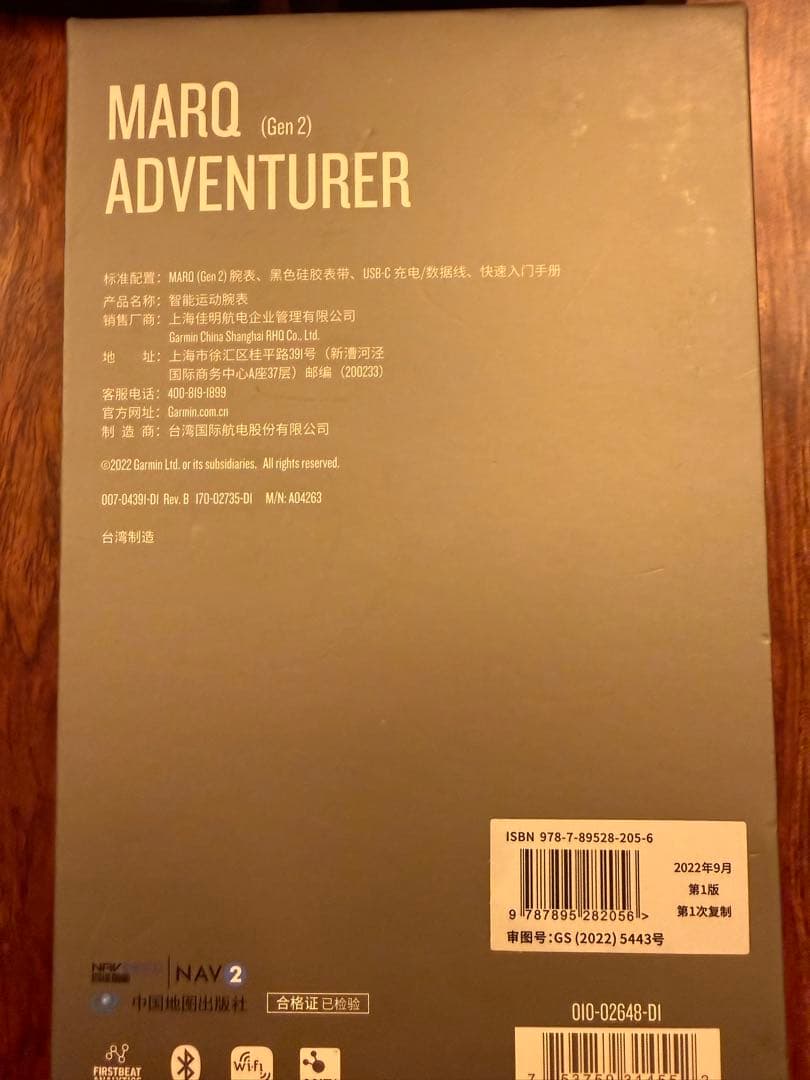 MARQ (Gen 2)
ADVENTURER
标准配置：MARQ (Gen 2) 腕表、黑色硅胶表带、USB-C 充电/数据线、快速入门手册
产品名称：智能运动腕表
销售厂商：上海佳明航电企业管理有限公司
Garmin China Shanghai RHQ Co., Ltd.
地 址：上海市徐汇区桂平路391号（新漕河泾
国际商务中心A座37层）邮编（200233）
客服电话：400-819-1899
官方网址：Garmin.com.cn
制 造 商：台湾国际航电股份有限公司
©2022 Garmin Ltd. or its subsidiaries. All rights reserved.
007-04391-D1 Rev. B 170-02735-D1 M/N: A04263
台湾制造
ISBN 978-7-89528-205-6
2022年9月
第1版
第1次复制
9 787895 282056 >
审图号:GS (2022) 5443号
NAV2
中国地图出版社
合格证 已检验
010-02648-D1
FIRSTBEAT
ANALYTICS
Wi-Fi